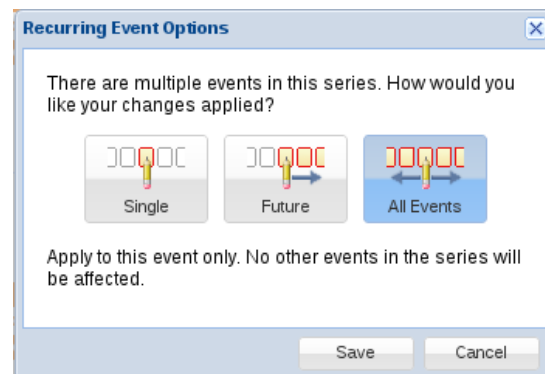 Recurring Event Options
There are multiple events in this series. How would you
like your changes applied?
Single Future All Events
Apply to this event only. No other events in the series will
be affected.
Save Cancel